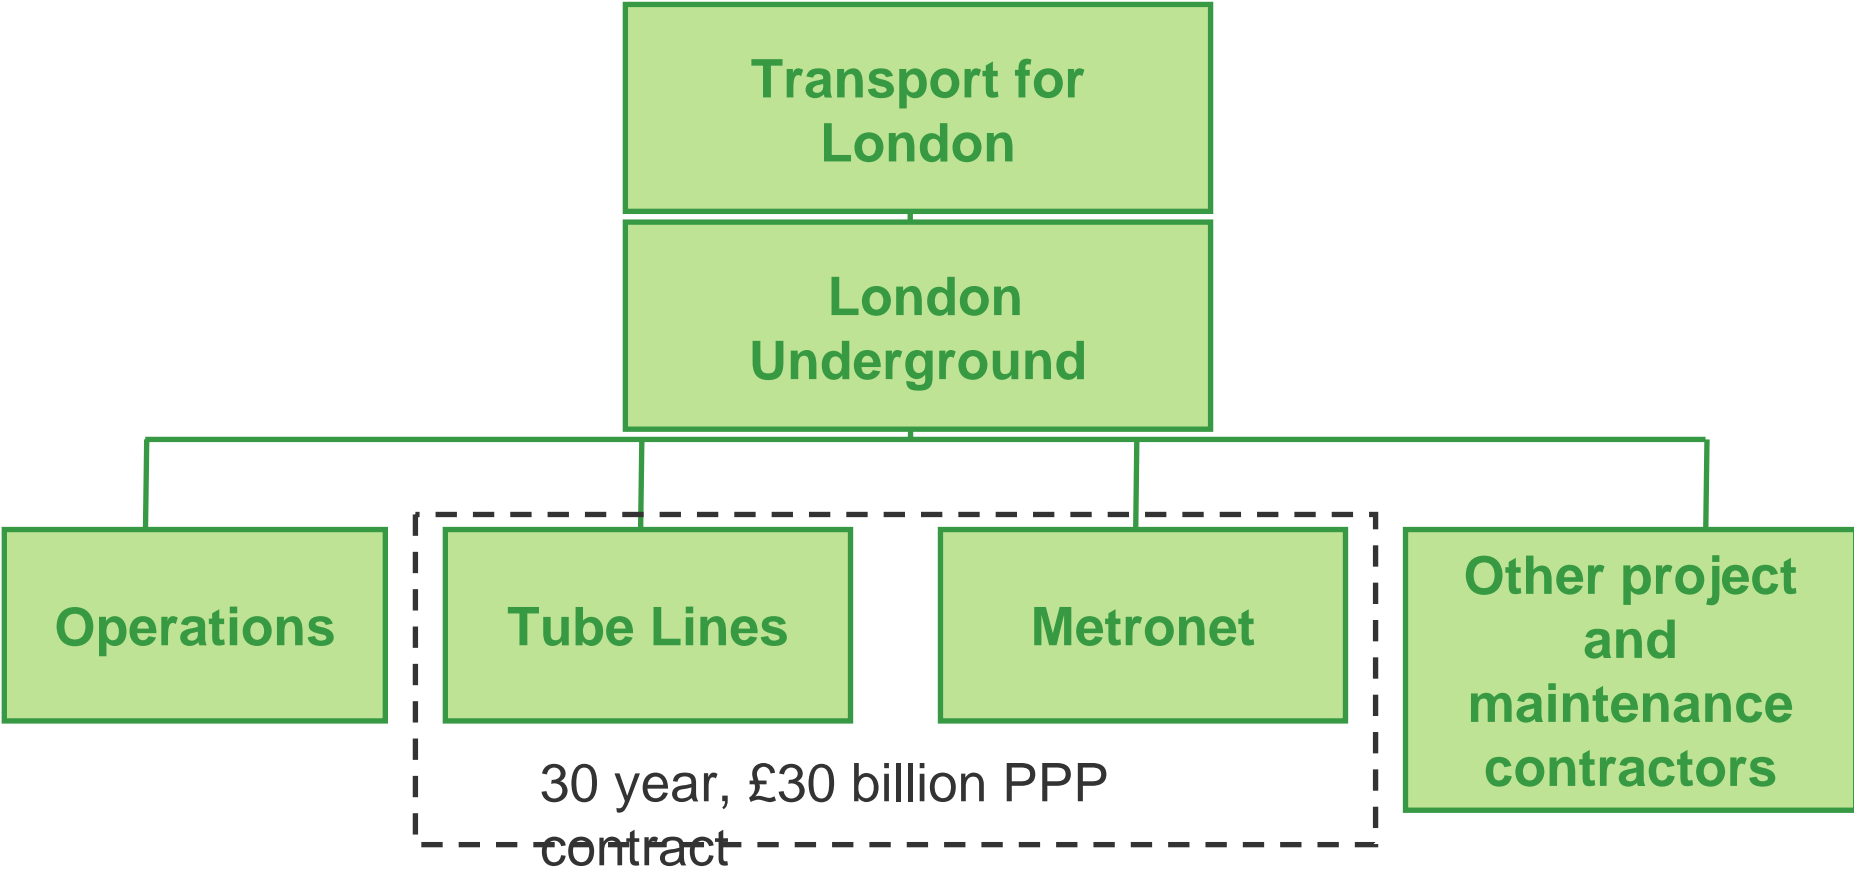 Transport for
London
London
Underground
Operations
Tube Lines
Metronet
Other project
and
maintenance
contractors
30 year, £30 billion PPP
contract